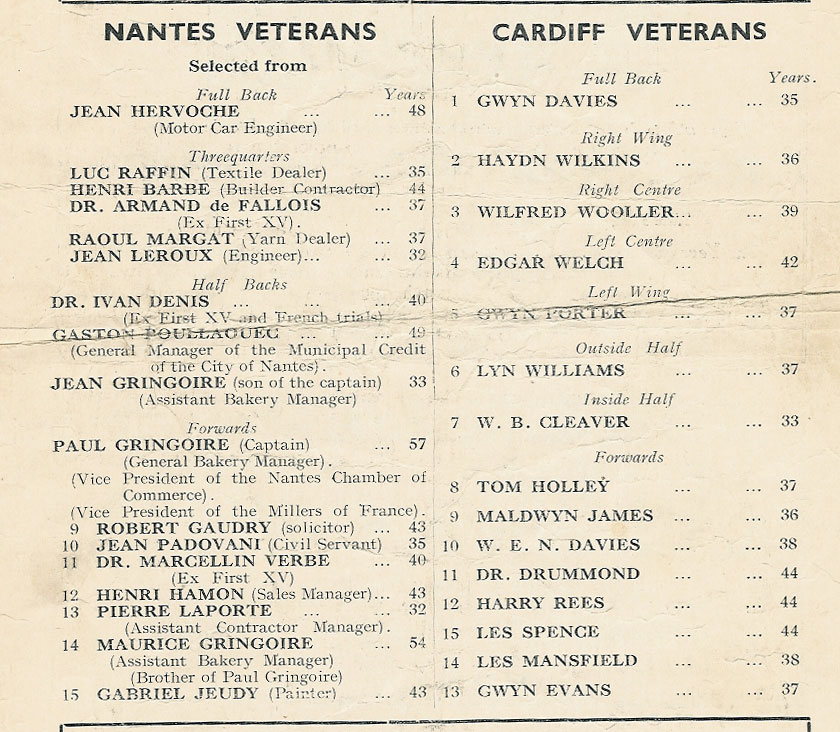 NANTES VETERANS
Selected from
Full Back Years
JEAN HERVOCHE ... ... 48
(Motor Car Engineer)
Threequarters
LUC RAFFIN (Textile Dealer) ... 35
HENRI BARBE (Builder Contractor) 44
DR. ARMAND de FALLOIS ... 37
(Ex First XV).
RAOUL MARGAT (Yarn Dealer) ... 37
JEAN LEROUX (Engineer)... ... 32
Half Backs
DR. IVAN DENIS ... ... ... 40
(Ex First XV and French trials)
GASTON POULLAOUEC ... ... 49
(General Manager of the Municipal Credit
of the City of Nantes).
JEAN GRINGOIRE (son of the captain) 33
(Assistant Bakery Manager)
Forwards
PAUL GRINGOIRE (Captain) ... 57
(General Bakery Manager).
(Vice President of the Nantes Chamber of
Commerce).
(Vice President of the Millers of France).
9 ROBERT GAUDRY (solicitor) ... 43
10 JEAN PADOVANI (Civil Servant) 35
11 DR. MARCELLIN VERBE ... 40
(Ex First XV)
12 HENRI HAMON (Sales Manager)... 43
13 PIERRE LAPORTE ... ... 32
(Assistant Contractor Manager).
14 MAURICE GRINGOIRE ... 54
(Assistant Bakery Manager)
(Brother of Paul Gringoire)
15 GABRIEL JEUDY (Painter) ... 43
CARDIFF VETERANS
Full Back Years.
1 GWYN DAVIES ... ... 35
Right Wing
2 HAYDN WILKINS ... ... 36
Right Centre
3 WILFRED WOOLLER... ... 39
Left Centre
4 EDGAR WELCH ... ... 42
Left Wing
5 GWYN PORTER ... ... 37
Outside Half
6 LYN WILLIAMS ... ... 37
Inside Half
7 W. B. CLEAVER ... ... 33
Forwards
8 TOM HOLLEY ... ... 37
9 MALDWYN JAMES ... ... 36
10 W. E. N. DAVIES ... ... 38
11 DR. DRUMMOND ... ... 44
12 HARRY REES ... ... 44
15 LES SPENCE ... ... 44
14 LES MANSFIELD ... ... 38
13 GWYN EVANS ... ... 37